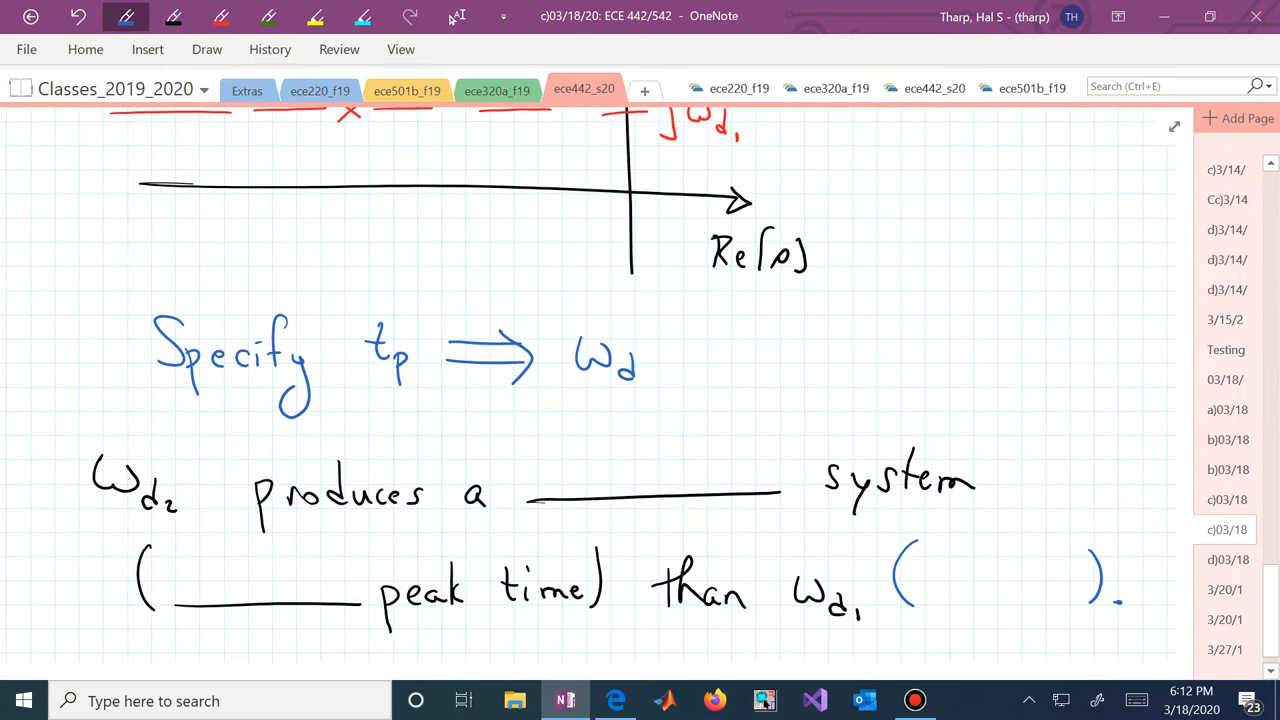 c)03/18/20: ECE 442/542 - OneNote
Tharp, Hal S - (tharp)
TH
File Home Insert Draw History Review View
Classes_2019_2020
Extras
ece220_f19
ece501b_f19
ece320a_f19
ece442_s20
ece220_f19
ece320a_f19
ece442_s20
ece501b_f19
Search (Ctrl+E)
Add Page
jωd₁
Re[s]
Specify tp ⟹ ωd
ωd₂ produces a ______ system
(______ peak time) than ωd₁ ( ).
c)3/14/
Cc)3/14
d)3/14/
d)3/14/
d)3/14/
3/15/2
Testing
03/18/
a)03/18
b)03/18
b)03/18
c)03/18
c)03/18
d)03/18
3/20/1
3/20/1
3/27/1
Type here to search
6:12 PM
3/18/2020
23